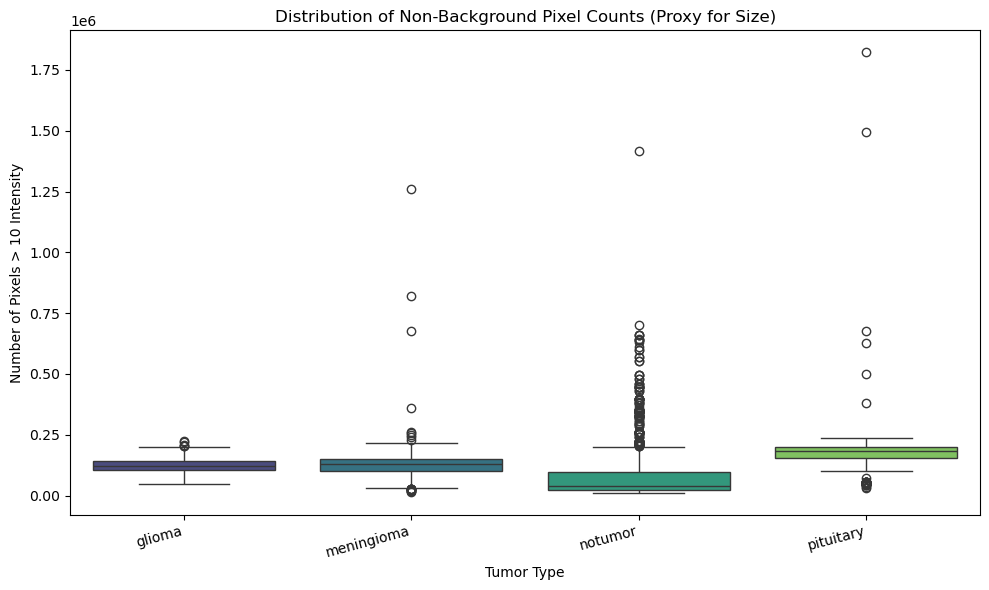 Distribution of Non-Background Pixel Counts (Proxy for Size)
1e6
1.75
1.50
1.25
1.00
0.75
0.50
0.25
0.00
Number of Pixels > 10 Intensity
glioma
meningioma
notumor
pituitary
Tumor Type